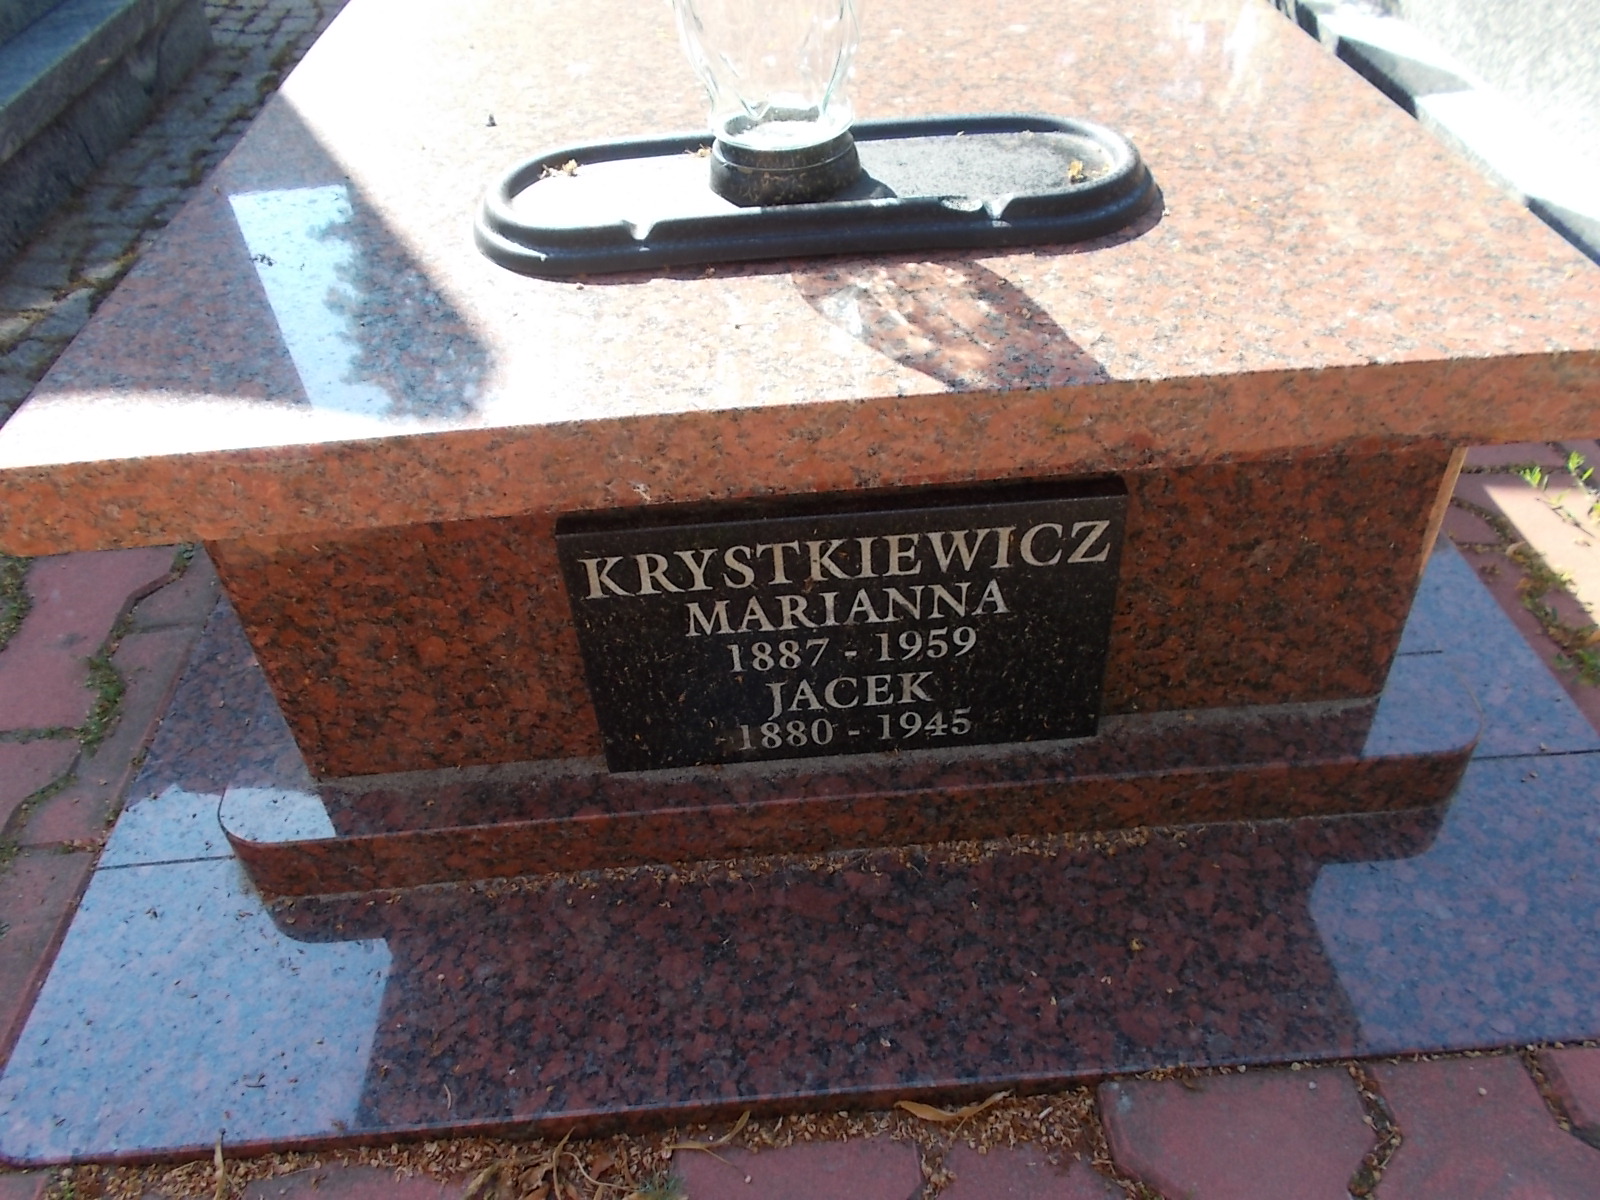 KRYSTKIEWICZ
MARIANNA
1887 - 1959
JACEK
1880 - 1945